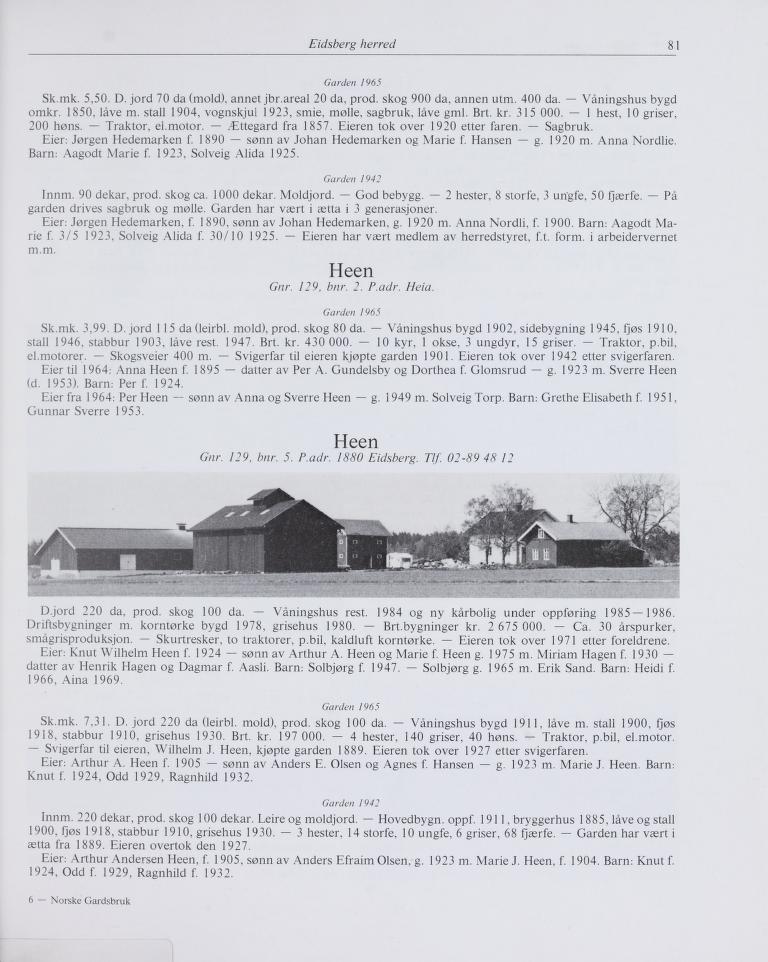 Eidsberg herred 81
Garden 1965
Sk.mk. 5,50. D. jord 70 da (mold), annet jbr.areal 20 da, prod. skog 900 da, annen utm. 400 da. — Våningshus bygd
omkr. 1850, låve m. stall 1904, vognskjul 1923, smie, mølle, sagbruk, låve gml. Brt. kr. 315 000. — 1 hest, 10 griser,
200 høns. — Traktor, el.motor. — Ættegard fra 1857. Eieren tok over 1920 etter faren. — Sagbruk.
Eier: Jørgen Hedemarken f. 1890 — sønn av Johan Hedemarken og Marie f. Hansen — g. 1920 m. Anna Nordlie.
Barn: Aagodt Marie f. 1923, Solveig Alida 1925.
Garden 1942
Innm. 90 dekar, prod. skog ca. 1000 dekar. Moldjord. — God bebygg. — 2 hester, 8 storfe, 3 ungfe, 50 fjærfe. — På
garden drives sagbruk og mølle. Garden har vært i ætta i 3 generasjoner.
Eier: Jørgen Hedemarken, f. 1890, sønn av Johan Hedemarken, g. 1920 m. Anna Nordli, f. 1900. Barn: Aagodt Ma-
rie f. 3/5 1923, Solveig Alida f. 30/10 1925. — Eieren har vært medlem av herredstyret, f.t. form. i arbeidervernet
m.m.
Heen
Gnr. 129, bnr. 2. P.adr. Heia.
Garden 1965
Sk.mk. 3,99. D. jord 115 da (leirbl. mold), prod. skog 80 da. — Våningshus bygd 1902, sidebygning 1945, fjøs 1910,
stall 1946, stabbur 1903, låve rest. 1947. Brt. kr. 430 000. — 10 kyr, 1 okse, 3 ungdyr, 15 griser. — Traktor, p.bil,
el.motorer. — Skogsveier 400 m. — Svigerfar til eieren kjøpte garden 1901. Eieren tok over 1942 etter svigerfaren.
Eier til 1964: Anna Heen f. 1895 — datter av Per A. Gundelsby og Dorthea f. Glomsrud — g. 1923 m. Sverre Heen
(d. 1953). Barn: Per f. 1924.
Eier fra 1964: Per Heen — sønn av Anna og Sverre Heen — g. 1949 m. Solveig Torp. Barn: Grethe Elisabeth f. 1951,
Gunnar Sverre 1953.
Heen
Gnr. 129, bnr. 5. P.adr. 1880 Eidsberg. Tlf. 02-89 48 12
D.jord 220 da, prod. skog 100 da. — Våningshus rest. 1984 og ny kårbolig under oppføring 1985—1986.
Driftsbygninger m. korntørke bygd 1978, grisehus 1980. — Brt.bygninger kr. 2 675 000. — Ca. 30 årspurker,
smågrisproduksjon. — Skurtresker, to traktorer, p.bil, kaldluft korntørke. — Eieren tok over 1971 etter foreldrene.
Eier: Knut Wilhelm Heen f. 1924 — sønn av Arthur A. Heen og Marie f. Heen g. 1975 m. Miriam Hagen f. 1930 —
datter av Henrik Hagen og Dagmar f. Aasli. Barn: Solbjørg f. 1947. — Solbjørg g. 1965 m. Erik Sand. Barn: Heidi f.
1966, Aina 1969.
Garden 1965
Sk.mk. 7,31. D. jord 220 da (leirbl. mold), prod. skog 100 da. — Våningshus bygd 1911, låve m. stall 1900, fjøs
1918, stabbur 1910, grisehus 1930. Brt. kr. 197 000. — 4 hester, 140 griser, 40 høns. — Traktor, p.bil, el.motor.
— Svigerfar til eieren, Wilhelm J. Heen, kjøpte garden 1889. Eieren tok over 1927 etter svigerfaren.
Eier: Arthur A. Heen f. 1905 — sønn av Anders E. Olsen og Agnes f. Hansen — g. 1923 m. Marie J. Heen. Barn:
Knut f. 1924, Odd 1929, Ragnhild 1932.
Garden 1942
Innm. 220 dekar, prod. skog 100 dekar. Leire og moldjord. — Hovedbygn. oppf. 1911, bryggerhus 1885, låve og stall
1900, fjøs 1918, stabbur 1910, grisehus 1930. — 3 hester, 14 storfe, 10 ungfe, 6 griser, 68 fjærfe. — Garden har vært i
ætta fra 1889. Eieren overtok den 1927.
Eier: Arthur Andersen Heen, f. 1905, sønn av Anders Efraim Olsen, g. 1923 m. Marie J. Heen, f. 1904. Barn: Knut f.
1924, Odd f. 1929, Ragnhild f. 1932.
6 — Norske Gardsbruk